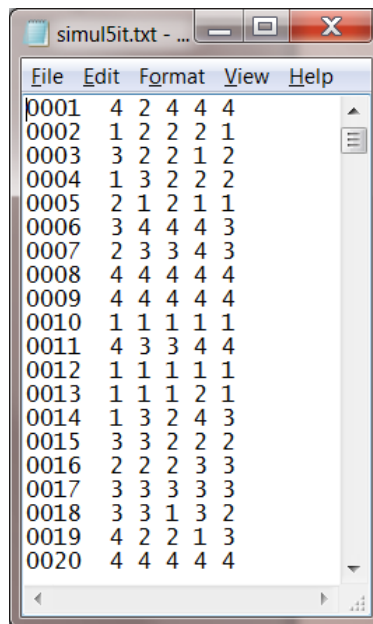 simul5it.txt - ...
File Edit Format View Help
0001 4 2 4 4 4
0002 1 2 2 2 1
0003 3 2 2 1 2
0004 1 3 2 2 2
0005 2 1 2 1 1
0006 3 4 4 4 3
0007 2 3 3 4 3
0008 4 4 4 4 4
0009 4 4 4 4 4
0010 1 1 1 1 1
0011 4 3 3 4 4
0012 1 1 1 1 1
0013 1 1 1 2 1
0014 1 3 2 4 3
0015 3 3 2 2 2
0016 2 2 2 3 3
0017 3 3 3 3 3
0018 3 3 1 3 2
0019 4 2 2 1 3
0020 4 4 4 4 4